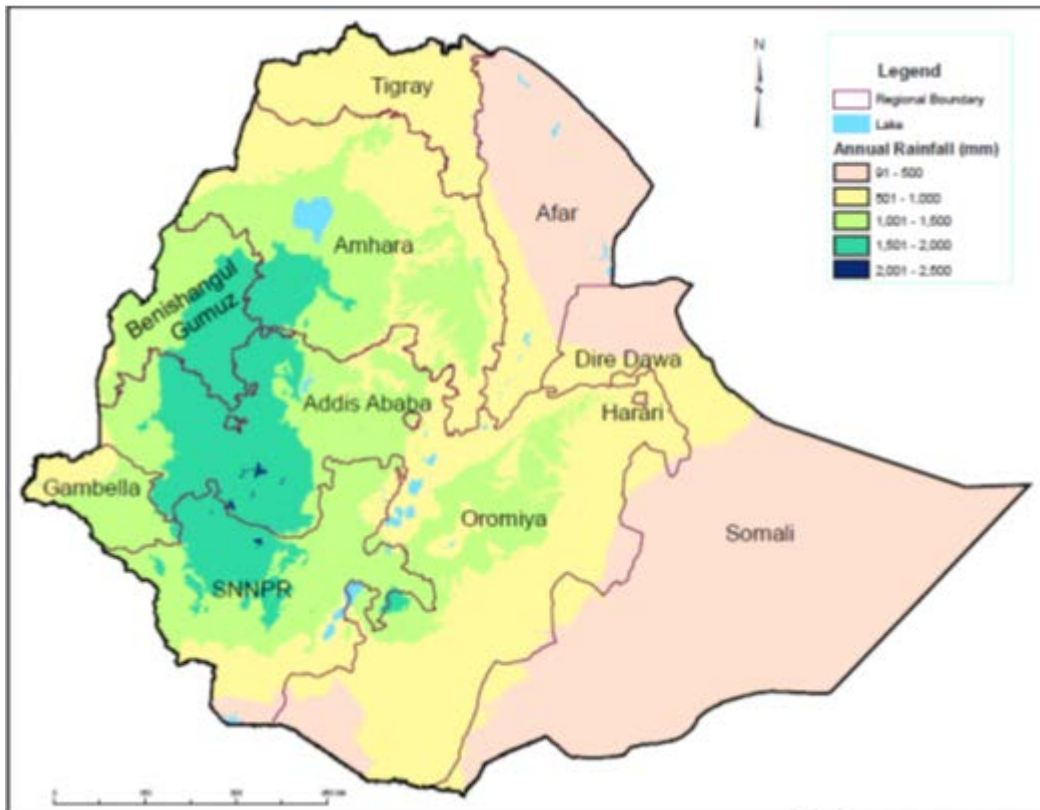 Tigray
N
Legend
Regional Boundary
Lake
Annual Rainfall (mm)
91 - 500
501 - 1,000
1,001 - 1,500
1,501 - 2,000
2,001 - 2,500
Afar
Amhara
Benishangul
Gumuz
Dire Dawa
Addis Ababa
Harari
Gambella
Oromiya
Somali
SNNPR
0